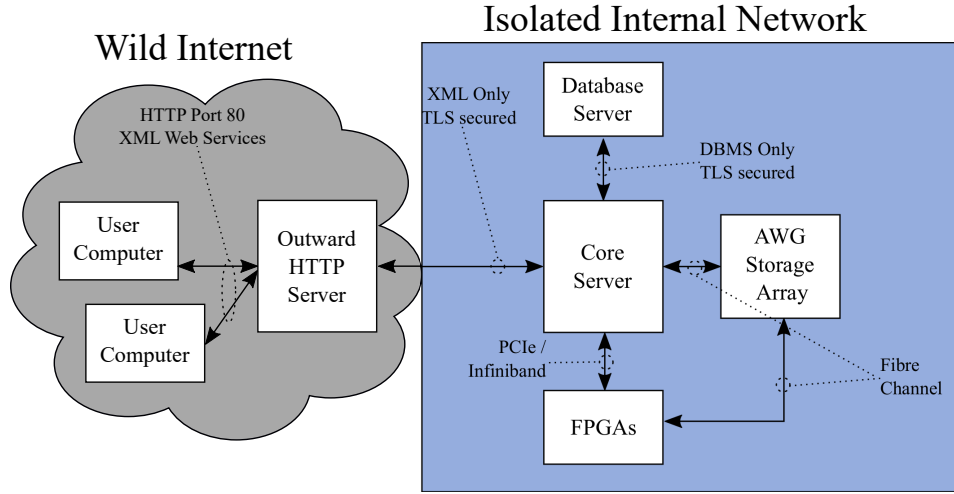 Wild Internet
Isolated Internal Network
HTTP Port 80
XML Web Services
User
Computer
User
Computer
Outward
HTTP
Server
XML Only
TLS secured
Database
Server
DBMS Only
TLS secured
Core
Server
AWG
Storage
Array
PCIe /
Infiniband
Fibre
Channel
FPGAs